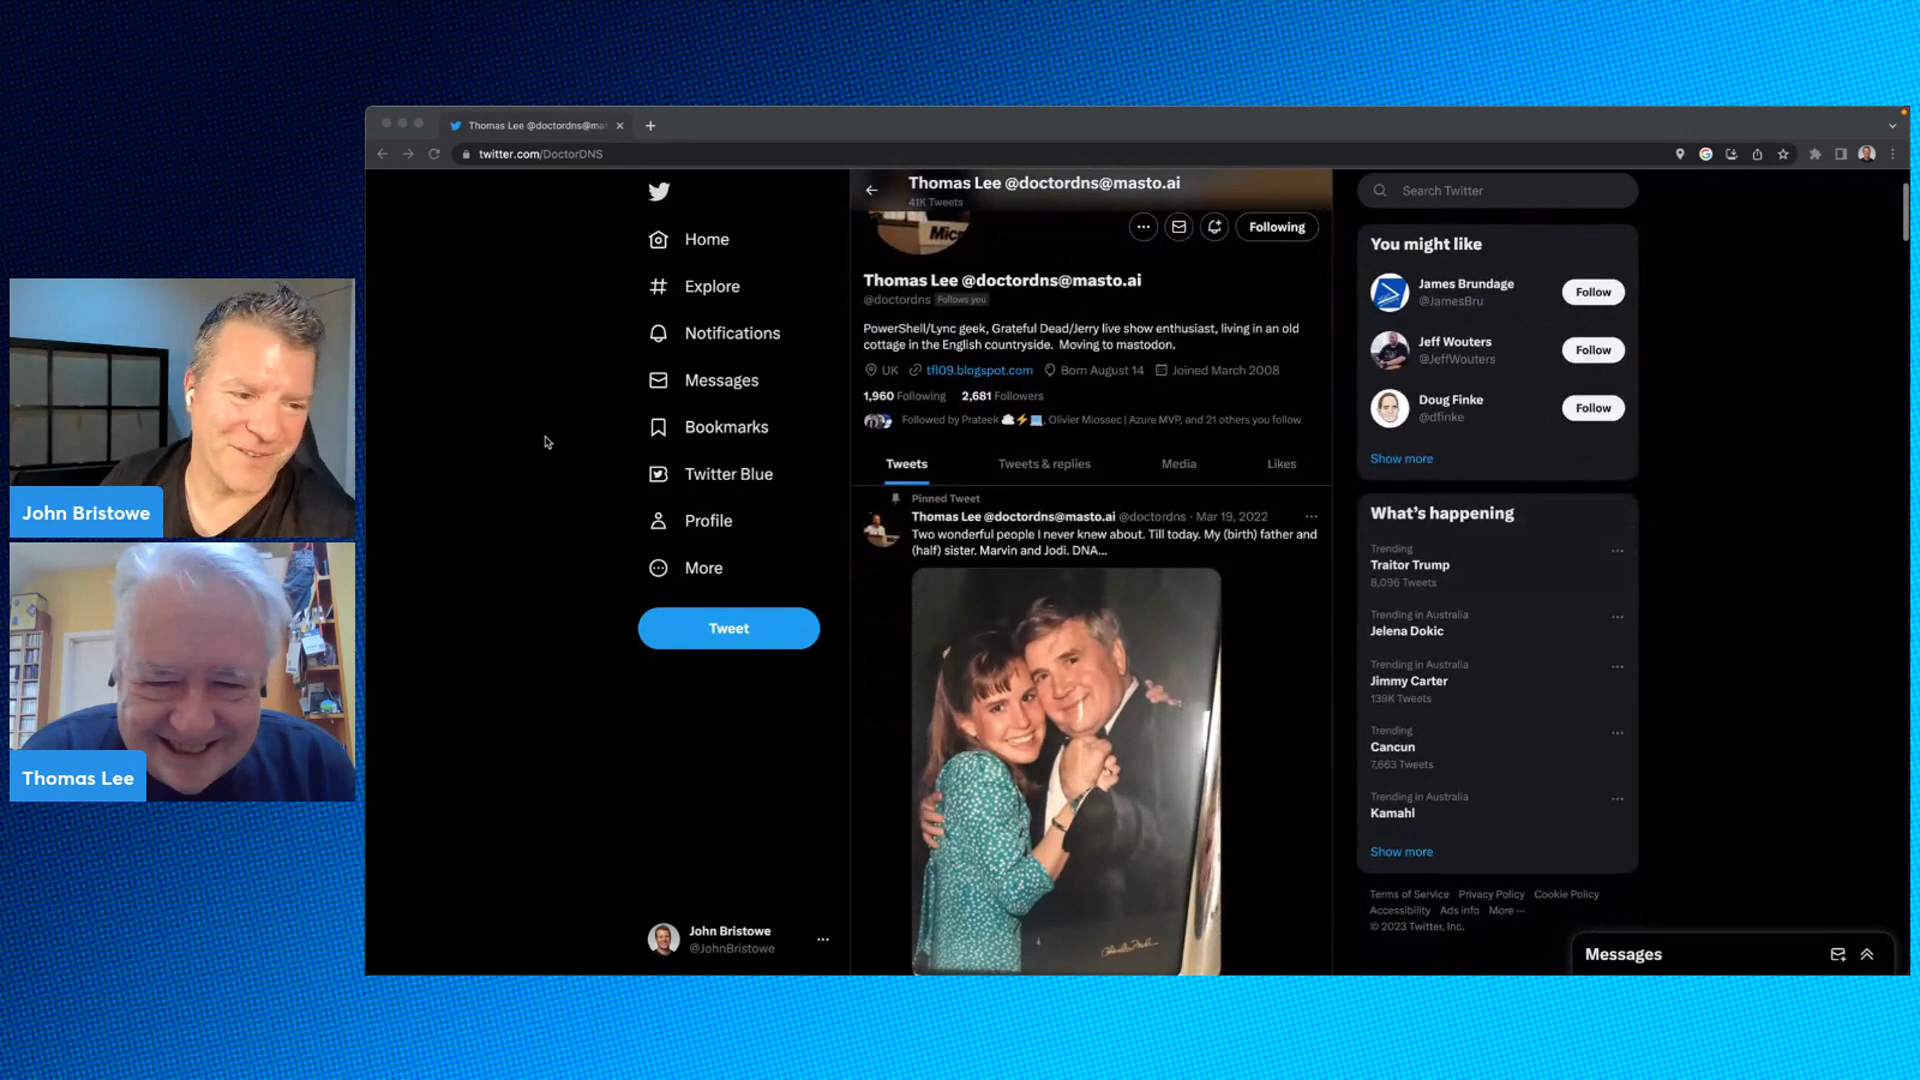 John Bristowe
Thomas Lee
Thomas Lee @doctordns@ma
twitter.com/DoctorDNS
Home
Explore
Notifications
Messages
Bookmarks
Twitter Blue
Profile
More
Tweet
John Bristowe
@JohnBristowe
Thomas Lee @doctordns@masto.ai
41K Tweets
Micr
Following
Thomas Lee @doctordns@masto.ai
@doctordns Follows you
PowerShell/Lync geek, Grateful Dead/Jerry live show enthusiast, living in an old
cottage in the English countryside. Moving to mastodon.
UK tfl09.blogspot.com Born August 14 Joined March 2008
1,960 Following 2,681 Followers
Followed by Prateek ☁⚡💻, Olivier Miossec | Azure MVP, and 21 others you follow
Tweets Tweets & replies Media Likes
Pinned Tweet
Thomas Lee @doctordns@masto.ai @doctordns · Mar 19, 2022
Two wonderful people I never knew about. Till today. My (birth) father and
(half) sister. Marvin and Jodi. DNA...
Search Twitter
You might like
James Brundage
@JamesBru
Follow
Jeff Wouters
@JeffWouters
Follow
Doug Finke
@dfinke
Follow
Show more
What's happening
Trending
Traitor Trump
8,096 Tweets
Trending in Australia
Jelena Dokic
Trending in Australia
Jimmy Carter
139K Tweets
Trending
Cancun
7,663 Tweets
Trending in Australia
Kamahl
Show more
Terms of Service Privacy Policy Cookie Policy
Accessibility Ads info More ···
© 2023 Twitter, Inc.
Messages